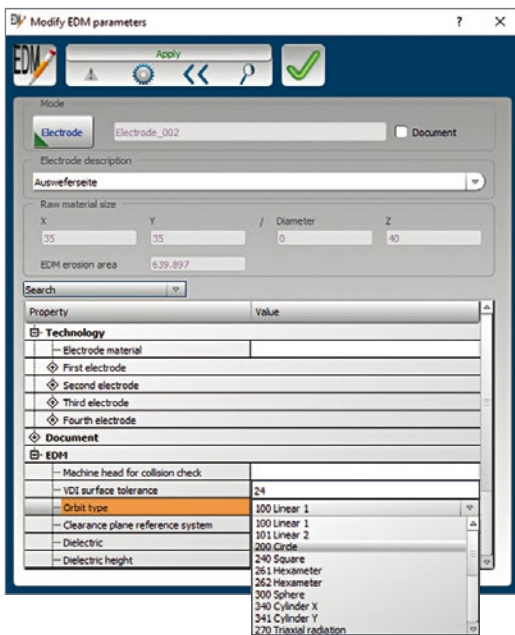 Modify EDM parameters
EDM
Apply
Mode
Electrode Electrode_002 Document
Electrode description
Ausweferseite
Raw material size
X Y / Diameter Z
35 35 0 40
EDM erosion area 639.897
Search
Property Value
Technology
Electrode material
First electrode
Second electrode
Third electrode
Fourth electrode
Document
EDM
Machine head for collision check
VDI surface tolerance 24
Orbit type 100 Linear 1
Clearance plane reference system
Dielectric
Dielectric height
100 Linear 1
101 Linear 2
200 Circle
240 Square
261 Hexameter
262 Hexameter
300 Sphere
340 Cylinder X
341 Cylinder Y
270 Triaxial radiation